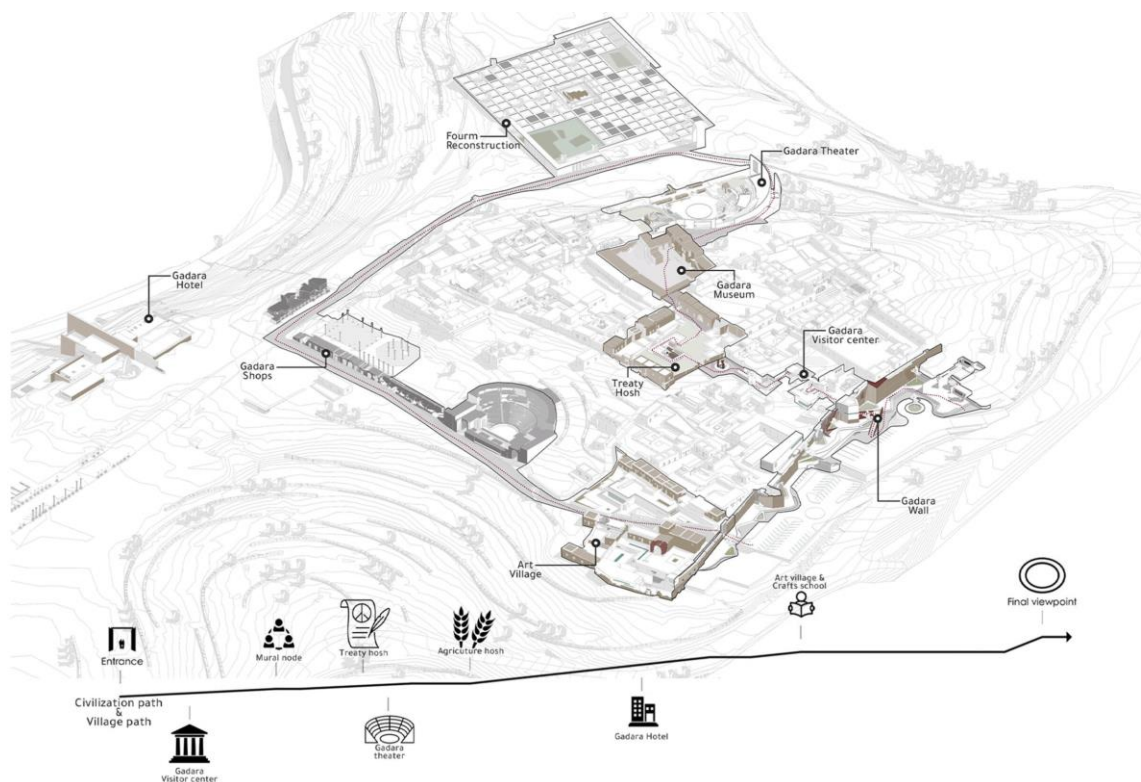 Fourm
Reconstruction
Gadara Theater
Gadara
Hotel
Gadara
Museum
Gadara
Visitor center
Gadara
Shops
Treaty
Hosh
Gadara
Wall
Art
Village
Art village &
Crafts school
Final viewpoint
Entrance
Mural node
Treaty hosh
Agricuture hosh
Civilization path
&
Village path
Gadara
Visitor center
Gadara
theater
Gadara Hotel